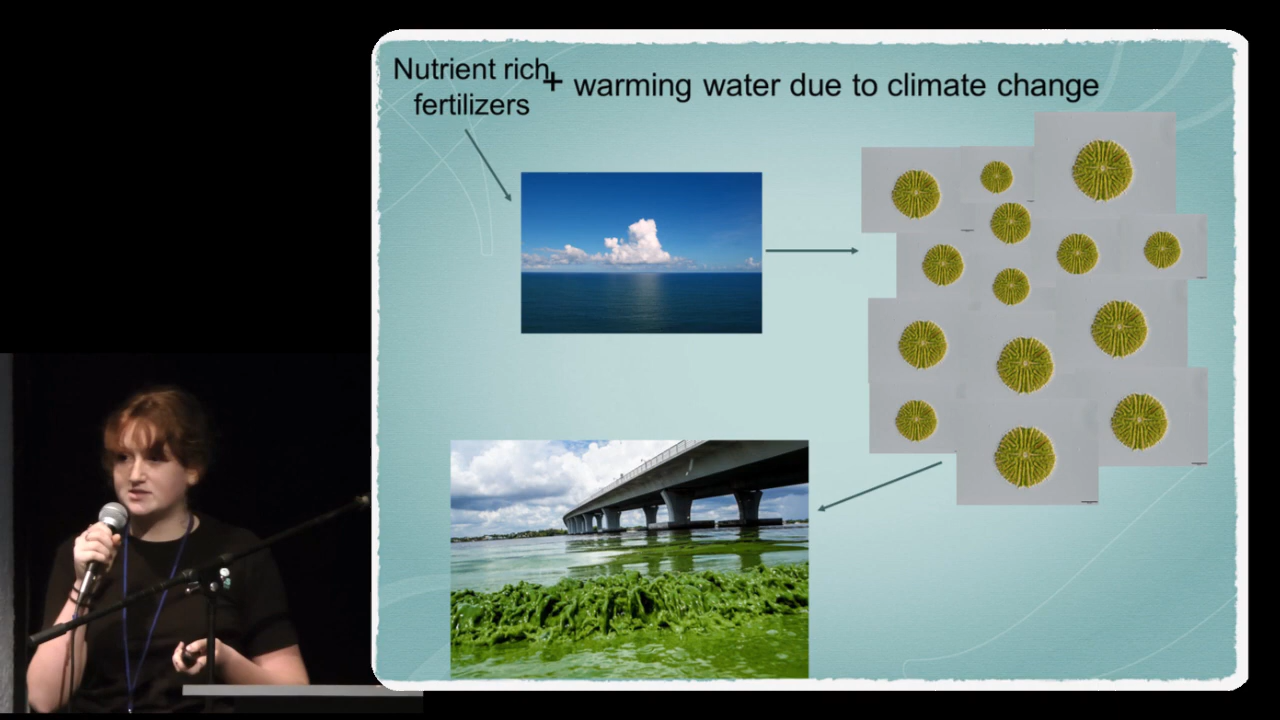 Nutrient rich
fertilizers
+ warming water due to climate change